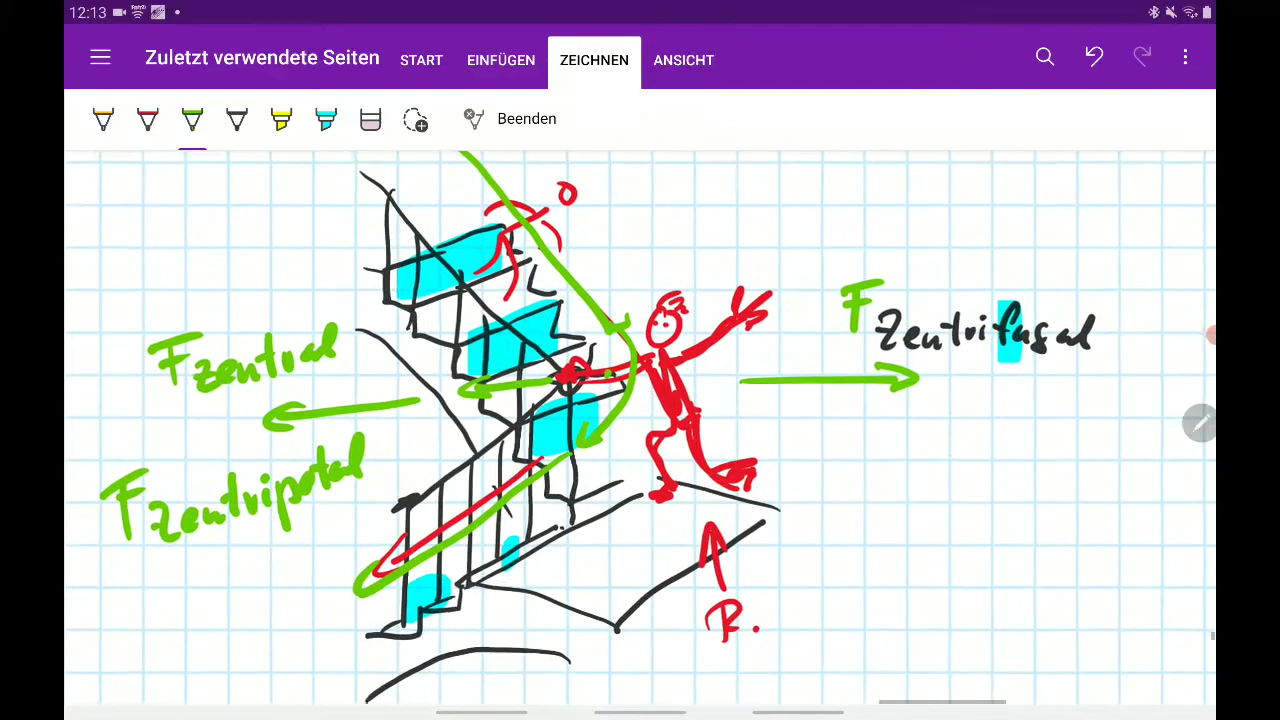 12:13
Zuletzt verwendete Seiten START EINFÜGEN ZEICHNEN ANSICHT
Beenden
O
L
F Zentrifugal
F zentral
F Zentripetal
R.